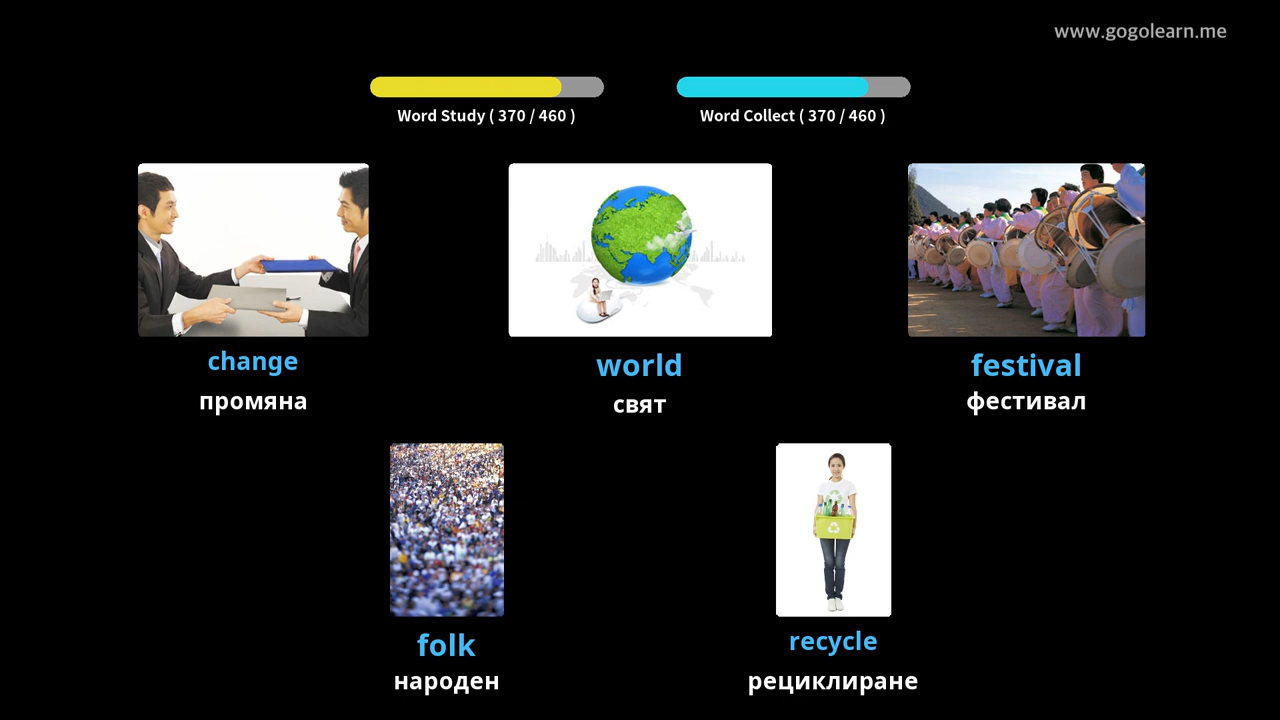 www.gogolearn.me
Word Study ( 370 / 460 )
Word Collect ( 370 / 460 )
change
промяна
world
свят
festival
фестивал
folk
народен
recycle
рециклиране